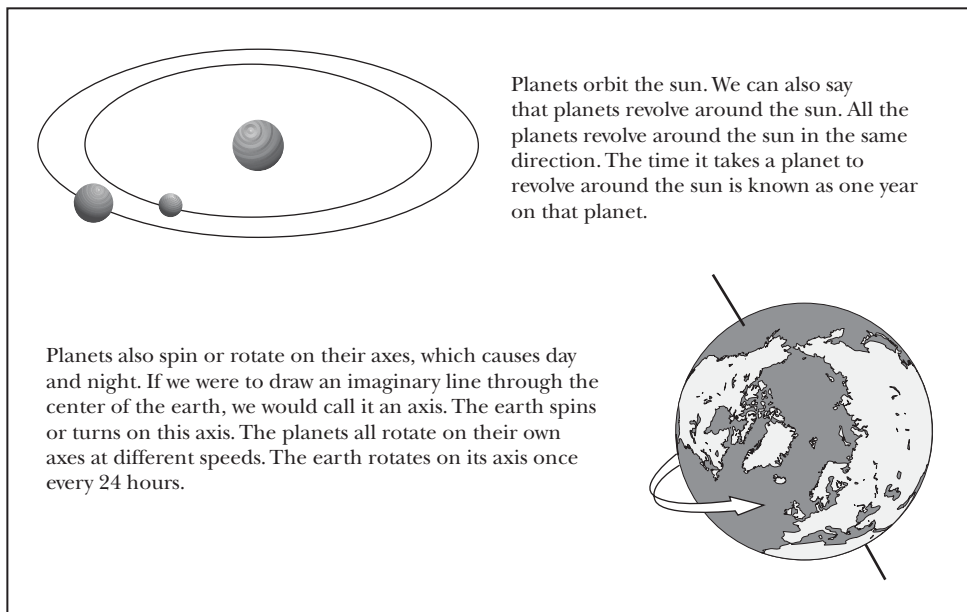 Planets orbit the sun. We can also say
that planets revolve around the sun. All the
planets revolve around the sun in the same
direction. The time it takes a planet to
revolve around the sun is known as one year
on that planet.
Planets also spin or rotate on their axes, which causes day
and night. If we were to draw an imaginary line through the
center of the earth, we would call it an axis. The earth spins
or turns on this axis. The planets all rotate on their own
axes at different speeds. The earth rotates on its axis once
every 24 hours.